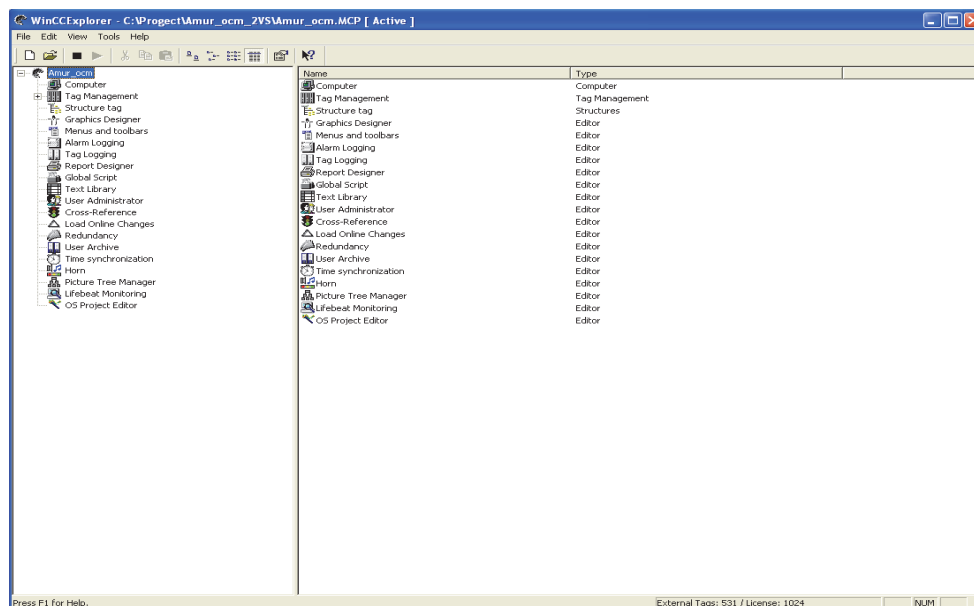 WinCCExplorer - C:\Progect\Amur_ocm_2VS\Amur_ocm.MCP [ Active ]
File Edit View Tools Help
Amur_ocm
Computer
Tag Management
Structure tag
Graphics Designer
Menus and toolbars
Alarm Logging
Tag Logging
Report Designer
Global Script
Text Library
User Administrator
Cross-Reference
Load Online Changes
Redundancy
User Archive
Time synchronization
Horn
Picture Tree Manager
Lifebeat Monitoring
OS Project Editor
Name Type
Computer Computer
Tag Management Tag Management
Structure tag Structures
Graphics Designer Editor
Menus and toolbars Editor
Alarm Logging Editor
Tag Logging Editor
Report Designer Editor
Global Script Editor
Text Library Editor
User Administrator Editor
Cross-Reference Editor
Load Online Changes Editor
Redundancy Editor
User Archive Editor
Time synchronization Editor
Horn Editor
Picture Tree Manager Editor
Lifebeat Monitoring Editor
OS Project Editor Editor
Press F1 for Help. External Tags: 531 / License: 1024 NUM